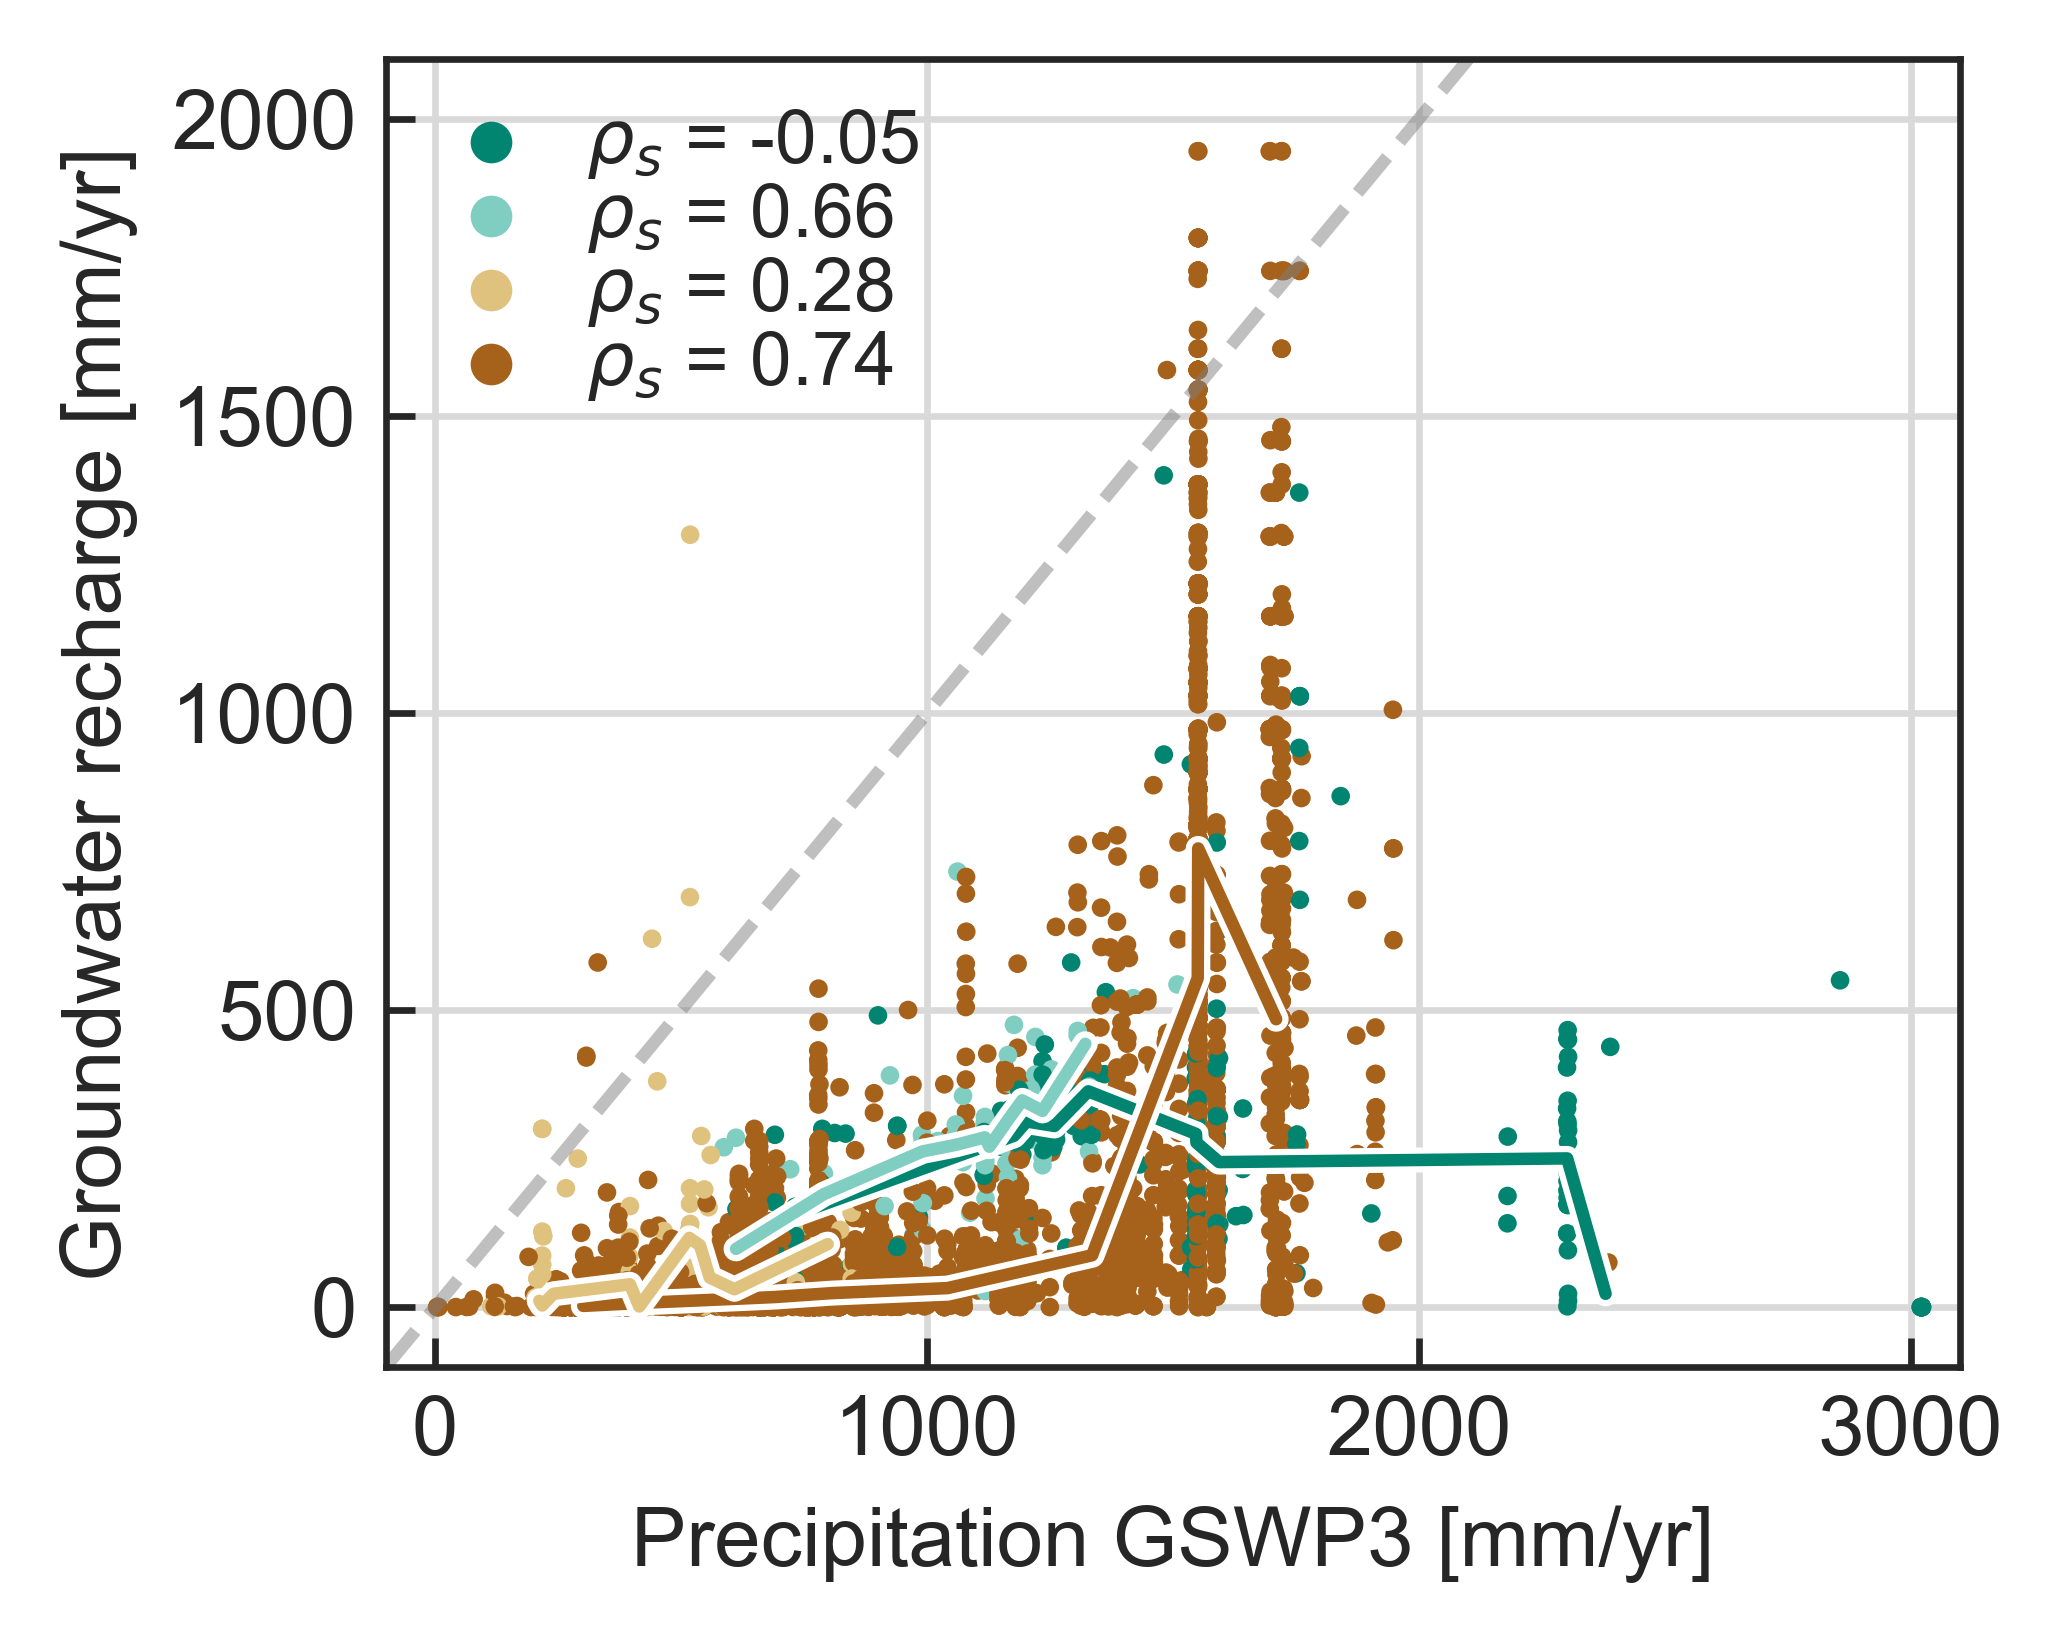 2000
1500
1000
500
0
Groundwater recharge [mm/yr]
ρs = -0.05
ρs = 0.66
ρs = 0.28
ρs = 0.74
0 1000 2000 3000
Precipitation GSWP3 [mm/yr]